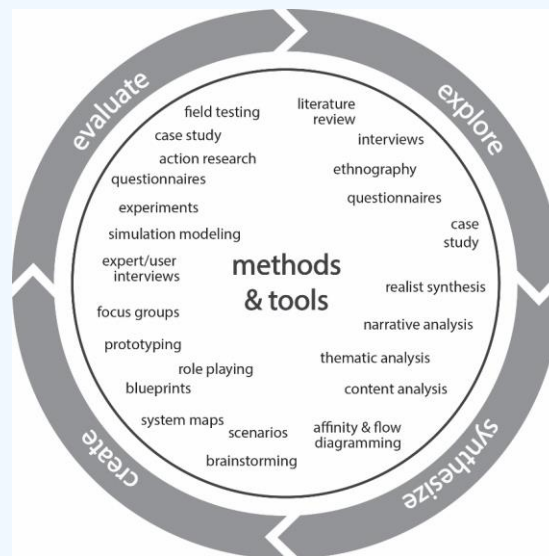 evaluate
explore
synthesize
create
methods
& tools
literature
review
interviews
ethnography
questionnaires
case
study
realist synthesis
narrative analysis
thematic analysis
content analysis
affinity & flow
diagramming
brainstorming
scenarios
system maps
blueprints
role playing
prototyping
focus groups
expert/user
interviews
simulation modeling
experiments
questionnaires
action research
case study
field testing